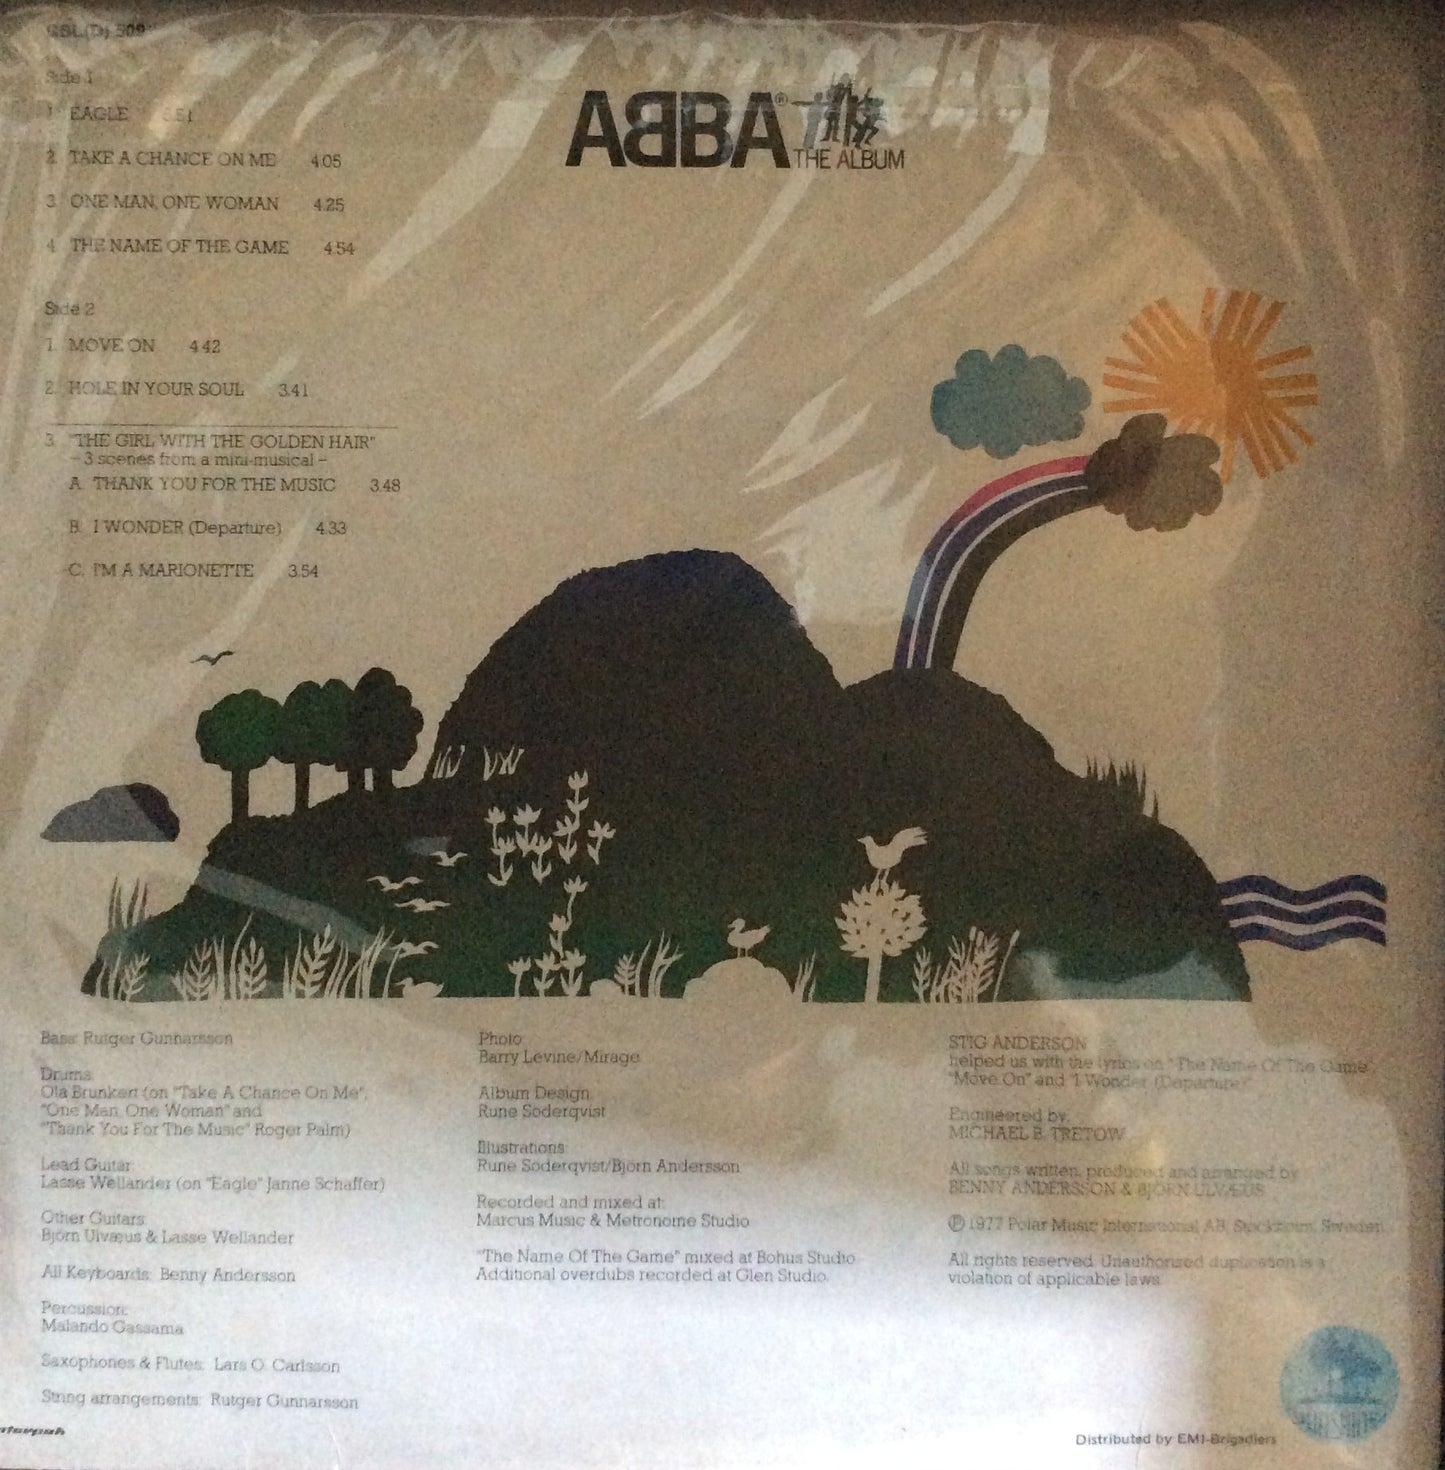 GBL(D) 509
Side 1
1. EAGLE 5.51
2. TAKE A CHANCE ON ME 4.05
3. ONE MAN, ONE WOMAN 4.25
4. THE NAME OF THE GAME 4.54
Side 2
1. MOVE ON 4.42
2. HOLE IN YOUR SOUL 3.41
3. "THE GIRL WITH THE GOLDEN HAIR"
– 3 scenes from a mini-musical –
A. THANK YOU FOR THE MUSIC 3.48
B. I WONDER (Departure) 4.33
C. I'M A MARIONETTE 3.54
ABBA®
THE ALBUM
Bass: Rutger Gunnarsson
Drums:
Ola Brunkert (on "Take A Chance On Me",
"One Man, One Woman" and
"Thank You For The Music" Roger Palm)
Lead Guitar:
Lasse Wellander (on "Eagle" Janne Schaffer)
Other Guitars:
Björn Ulvæus & Lasse Wellander
All Keyboards: Benny Andersson
Percussion:
Malando Gassama
Saxophones & Flutes: Lars O. Carlsson
String arrangements: Rutger Gunnarsson
Photo
Barry Levine/Mirage
Album Design:
Rune Söderqvist
Illustrations:
Rune Söderqvist/Björn Andersson
Recorded and mixed at:
Marcus Music & Metronome Studio
"The Name Of The Game" mixed at Bohus Studio
Additional overdubs recorded at Glen Studio.
STIG ANDERSON
helped us with the lyrics on "The Name Of The Game",
"Move On" and "I Wonder (Departure)"
Engineered by:
MICHAEL B. TRETOW
All songs written, produced and arranged by
BENNY ANDERSSON & BJÖRN ULVÆUS
℗ 1977 Polar Music International AB, Stockholm, Sweden
All rights reserved. Unauthorised duplication is a
violation of applicable laws.
Distributed by EMI-Brigadiers